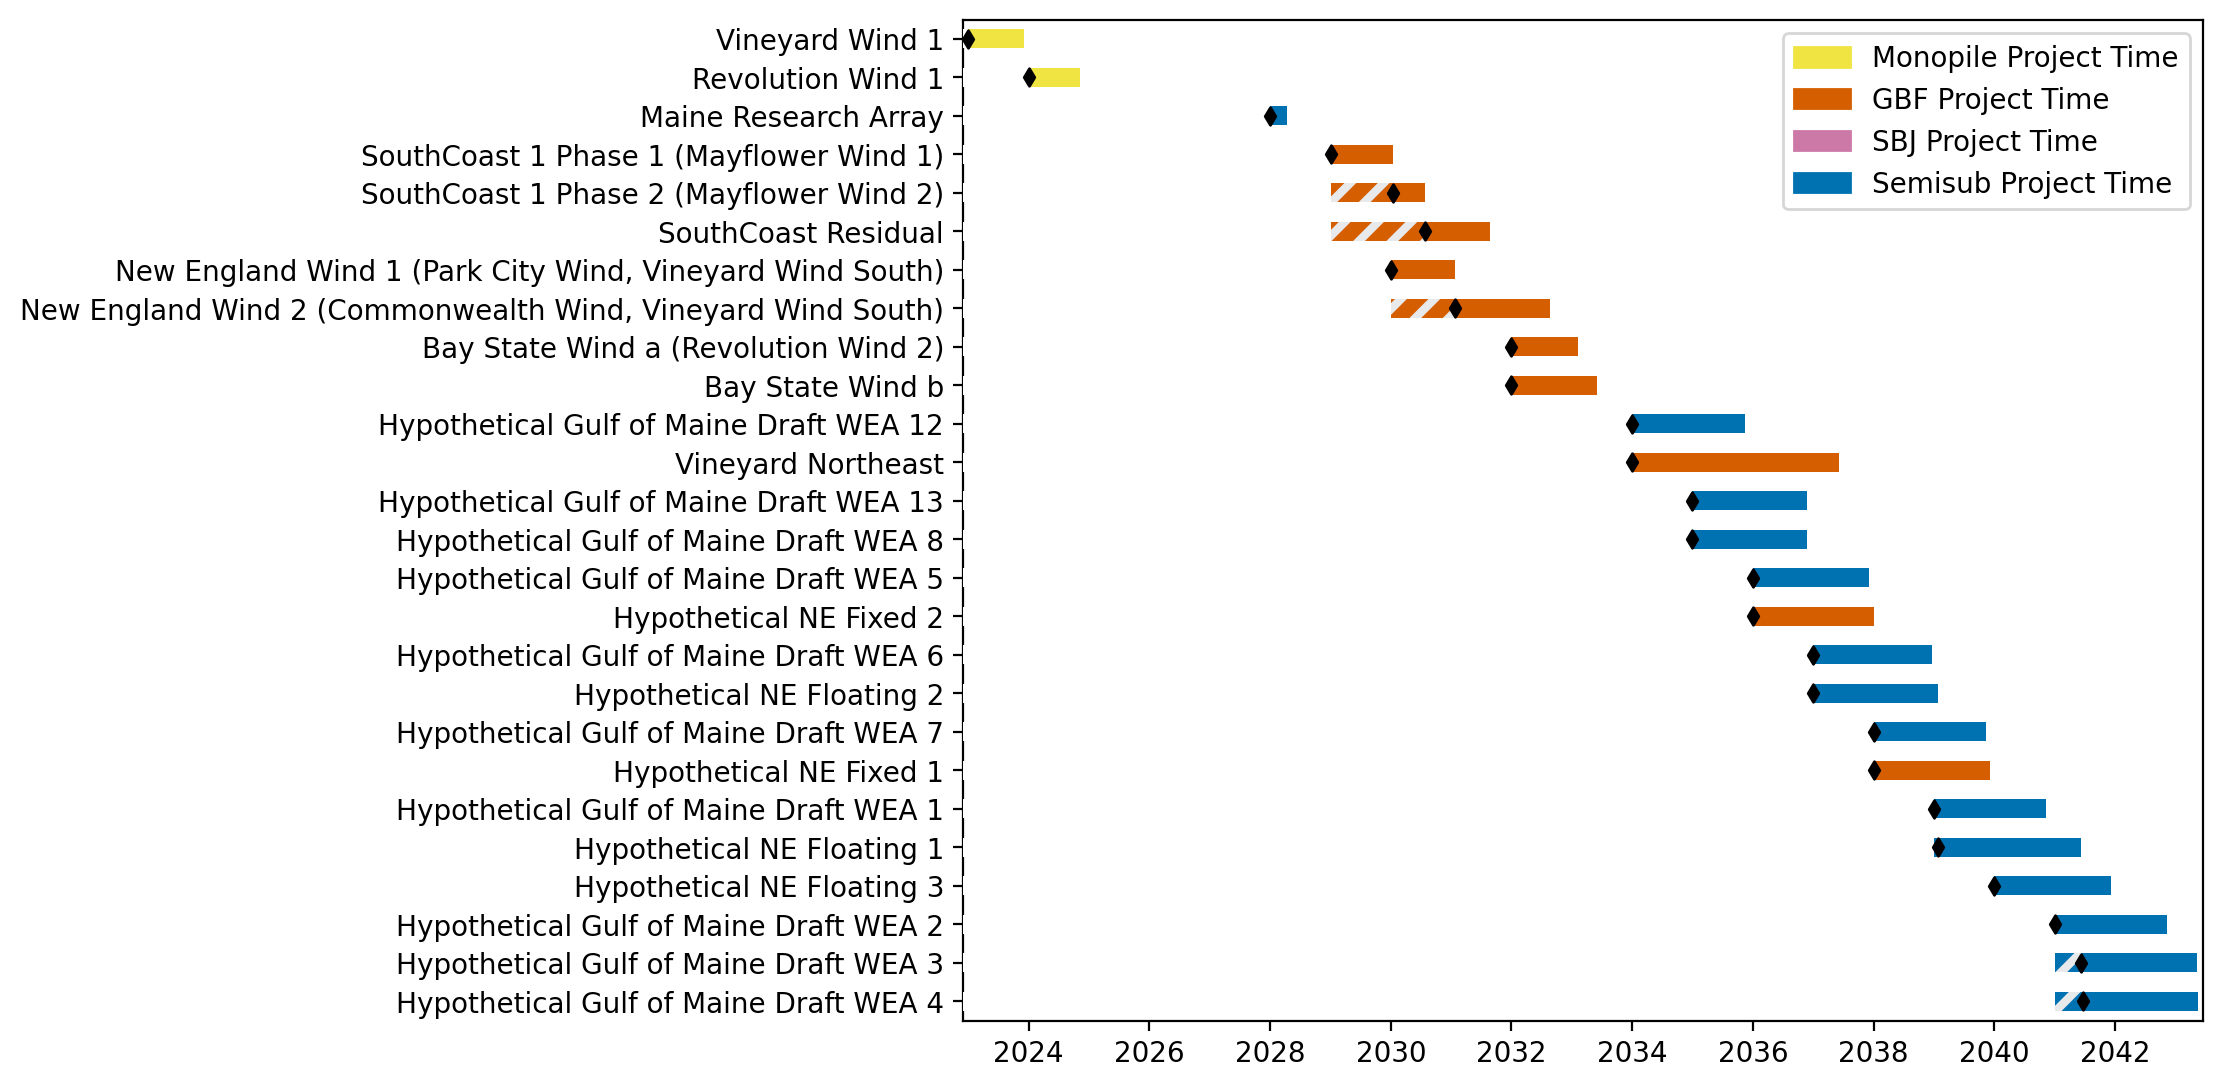 Vineyard Wind 1
Revolution Wind 1
Maine Research Array
SouthCoast 1 Phase 1 (Mayflower Wind 1)
SouthCoast 1 Phase 2 (Mayflower Wind 2)
SouthCoast Residual
New England Wind 1 (Park City Wind, Vineyard Wind South)
New England Wind 2 (Commonwealth Wind, Vineyard Wind South)
Bay State Wind a (Revolution Wind 2)
Bay State Wind b
Hypothetical Gulf of Maine Draft WEA 12
Vineyard Northeast
Hypothetical Gulf of Maine Draft WEA 13
Hypothetical Gulf of Maine Draft WEA 8
Hypothetical Gulf of Maine Draft WEA 5
Hypothetical NE Fixed 2
Hypothetical Gulf of Maine Draft WEA 6
Hypothetical NE Floating 2
Hypothetical Gulf of Maine Draft WEA 7
Hypothetical NE Fixed 1
Hypothetical Gulf of Maine Draft WEA 1
Hypothetical NE Floating 1
Hypothetical NE Floating 3
Hypothetical Gulf of Maine Draft WEA 2
Hypothetical Gulf of Maine Draft WEA 3
Hypothetical Gulf of Maine Draft WEA 4
Monopile Project Time
GBF Project Time
SBJ Project Time
Semisub Project Time
2024 2026 2028 2030 2032 2034 2036 2038 2040 2042